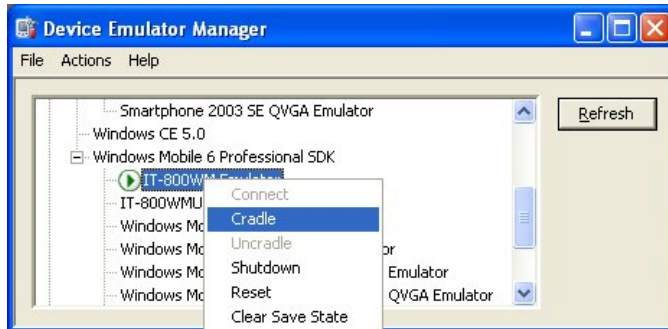 Device Emulator Manager
File Actions Help
Smartphone 2003 SE QVGA Emulator
Refresh
Windows CE 5.0
Windows Mobile 6 Professional SDK
IT-800WM Emulator
IT-800WMU
Windows Mo
Windows Mo or
Windows Mo Emulator
Windows Mo QVGA Emulator
Connect
Cradle
Uncradle
Shutdown
Reset
Clear Save State